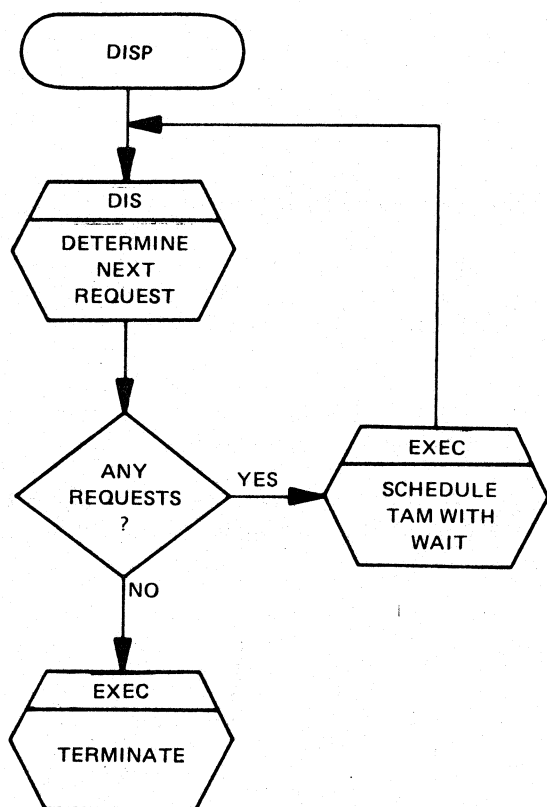 DISP
DIS
DETERMINE
NEXT
REQUEST
ANY
REQUESTS
?
YES
EXEC
SCHEDULE
TAM WITH
WAIT
NO
EXEC
TERMINATE